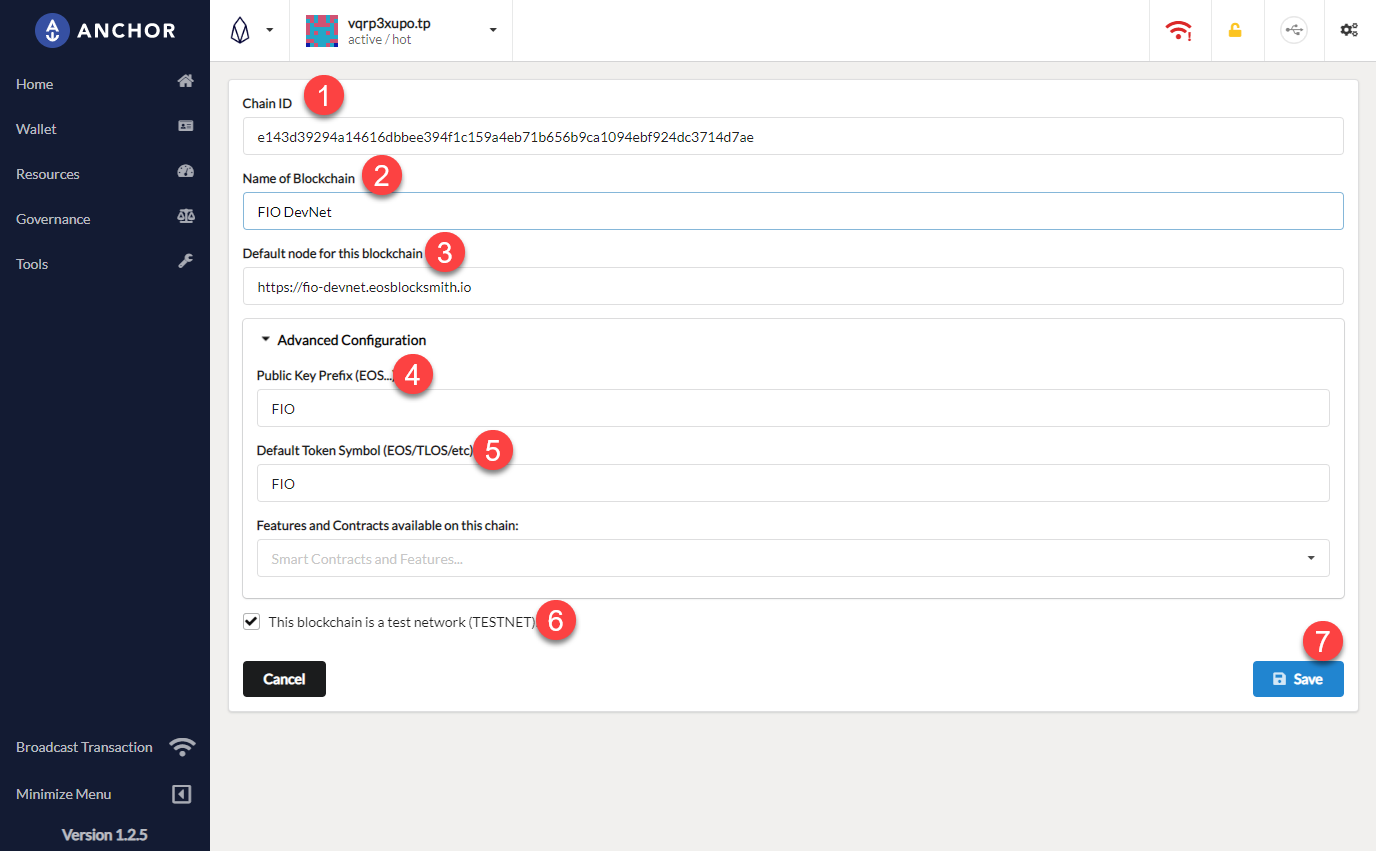 ANCHOR
vqrp3xupo.tp
active / hot
Home
Wallet
Resources
Governance
Tools
Chain ID 1
e143d39294a14616dbbee394f1c159a4eb71b656b9ca1094ebf924dc3714d7ae
Name of Blockchain 2
FIO DevNet
Default node for this blockchain 3
https://fio-devnet.eosblocksmith.io
Advanced Configuration
Public Key Prefix (EOS...) 4
FIO
Default Token Symbol (EOS/TLOS/etc) 5
FIO
Features and Contracts available on this chain:
Smart Contracts and Features...
This blockchain is a test network (TESTNET) 6
7
Cancel
Save
Broadcast Transaction
Minimize Menu
Version 1.2.5